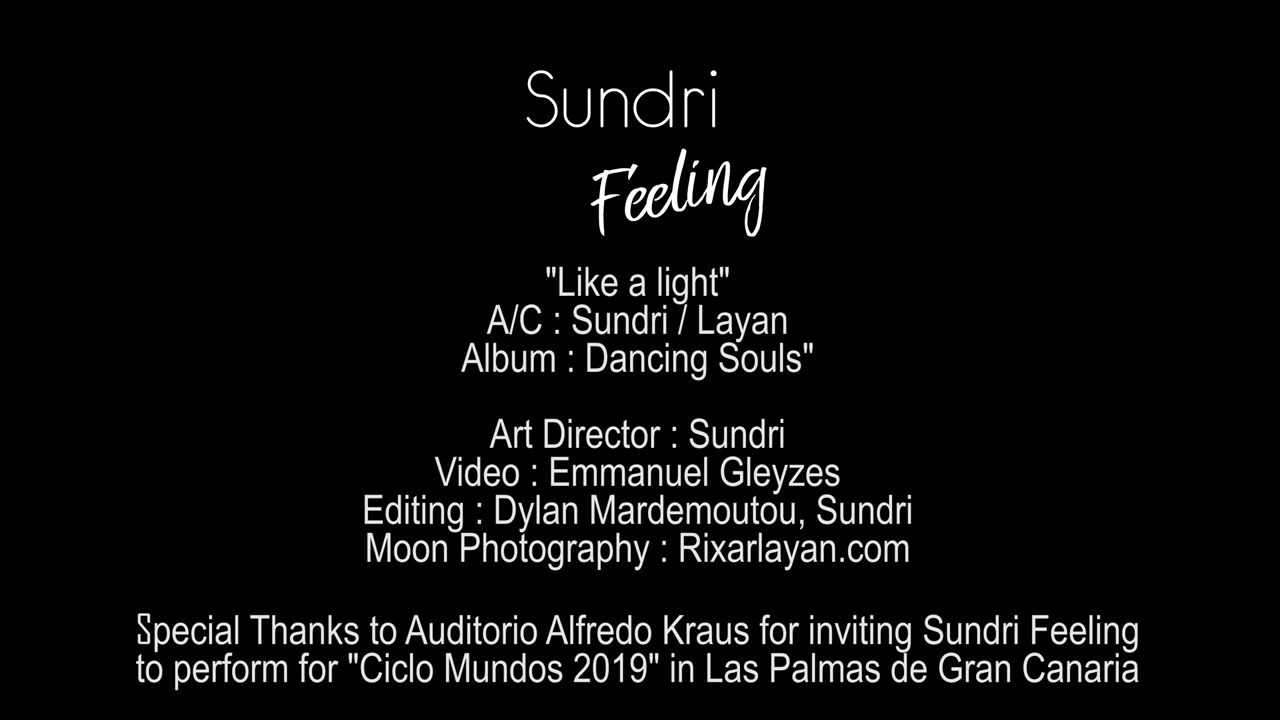 Sundri
Feeling
"Like a light"
A/C : Sundri / Layan
Album : Dancing Souls"
Art Director : Sundri
Video : Emmanuel Gleyzes
Editing : Dylan Mardemoutou, Sundri
Moon Photography : Rixarlayan.com
Special Thanks to Auditorio Alfredo Kraus for inviting Sundri Feeling
to perform for "Ciclo Mundos 2019" in Las Palmas de Gran Canaria